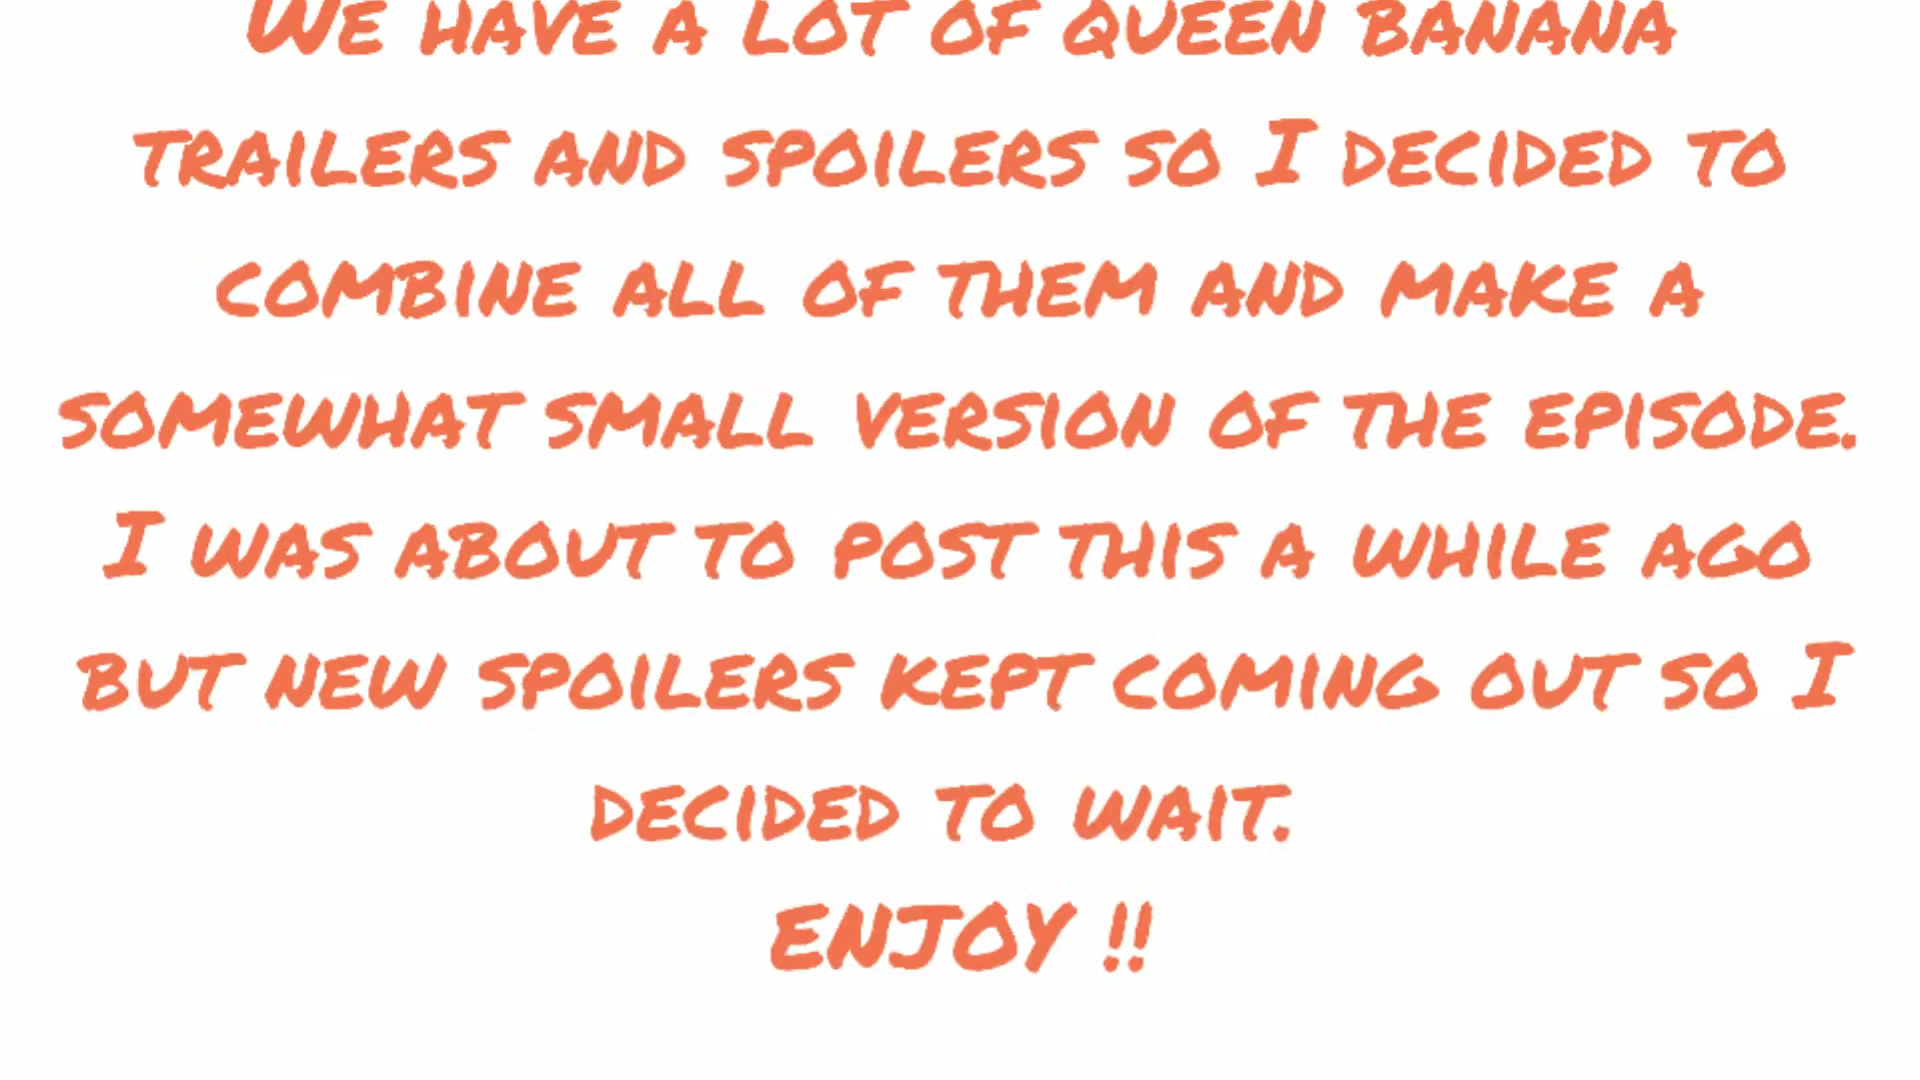 We have a lot of Queen Banana
trailers and spoilers so I decided to
combine all of them and make a
somewhat small version of the episode.
I was about to post this a while ago
but new spoilers kept coming out so I
decided to wait.
ENJOY !!